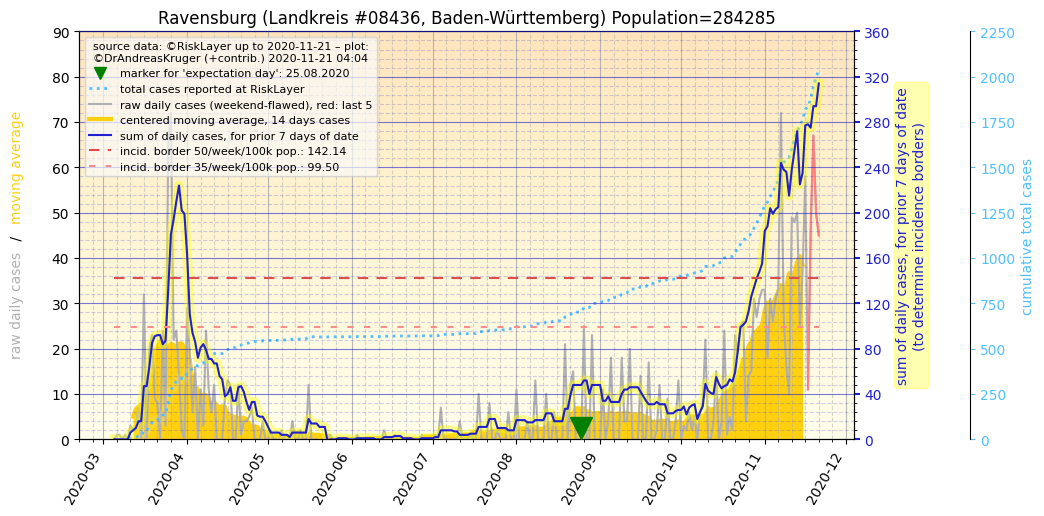 Ravensburg (Landkreis #08436, Baden-Württemberg) Population=284285
source data: ©RiskLayer up to 2020-11-21 – plot:
©DrAndreasKruger (+contrib.) 2020-11-21 04:04
marker for 'expectation day': 25.08.2020
total cases reported at RiskLayer
raw daily cases (weekend-flawed), red: last 5
centered moving average, 14 days cases
sum of daily cases, for prior 7 days of date
incid. border 50/week/100k pop.: 142.14
incid. border 35/week/100k pop.: 99.50
raw daily cases / moving average
90
80
70
60
50
40
30
20
10
0
2020-03
2020-04
2020-05
2020-06
2020-07
2020-08
2020-09
2020-10
2020-11
2020-12
360
320
280
240
200
160
120
80
40
0
sum of daily cases, for prior 7 days of date
(to determine incidence borders)
2250
2000
1750
1500
1250
1000
750
500
250
0
cumulative total cases